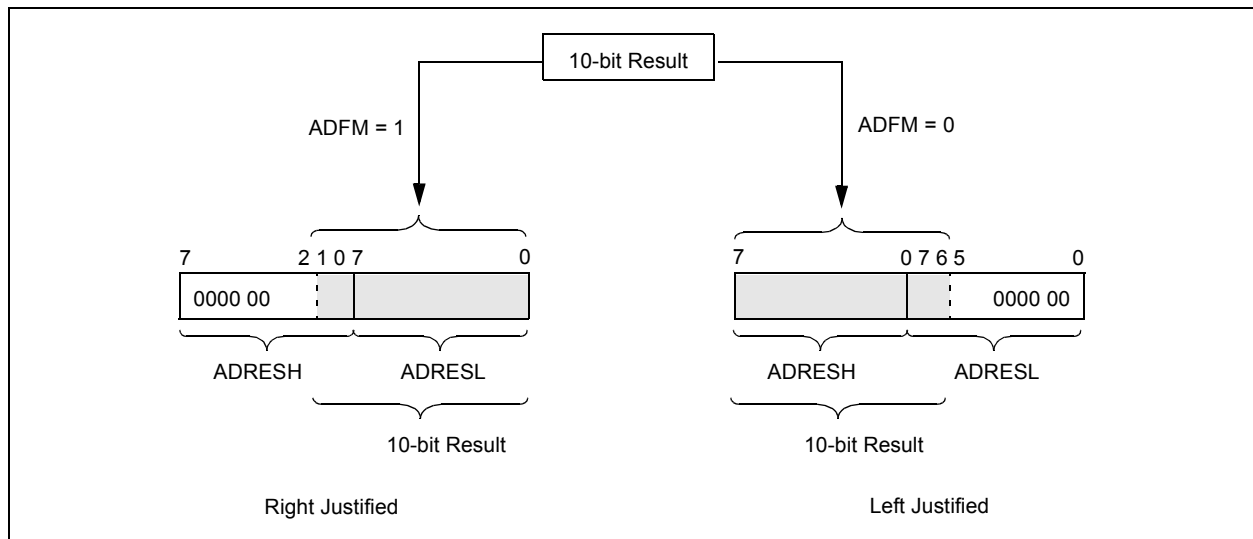 10-bit Result
ADFM = 1
ADFM = 0
7 2 1 0 7 0
7 0 7 6 5 0
0000 00
0000 00
ADRESH ADRESL
ADRESH ADRESL
10-bit Result
10-bit Result
Right Justified
Left Justified